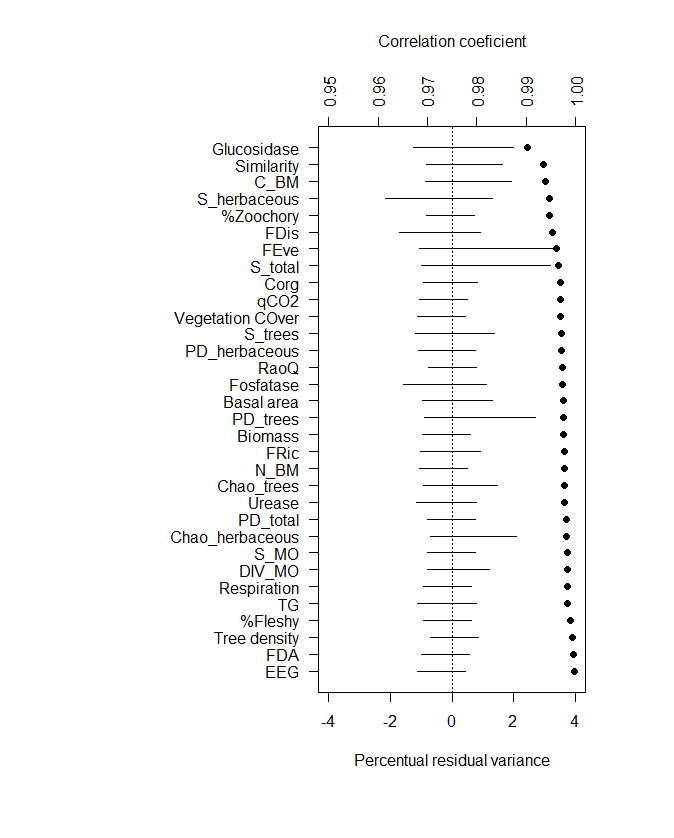 Correlation coeficient
0.95 0.96 0.97 0.98 0.99 1.00
Glucosidase
Similarity
C_BM
S_herbaceous
%Zoochory
FDis
FEve
S_total
Corg
qCO2
Vegetation COver
S_trees
PD_herbaceous
RaoQ
Fosfatase
Basal area
PD_trees
Biomass
FRic
N_BM
Chao_trees
Urease
PD_total
Chao_herbaceous
S_MO
DIV_MO
Respiration
TG
%Fleshy
Tree density
FDA
EEG
-4 -2 0 2 4
Percentual residual variance